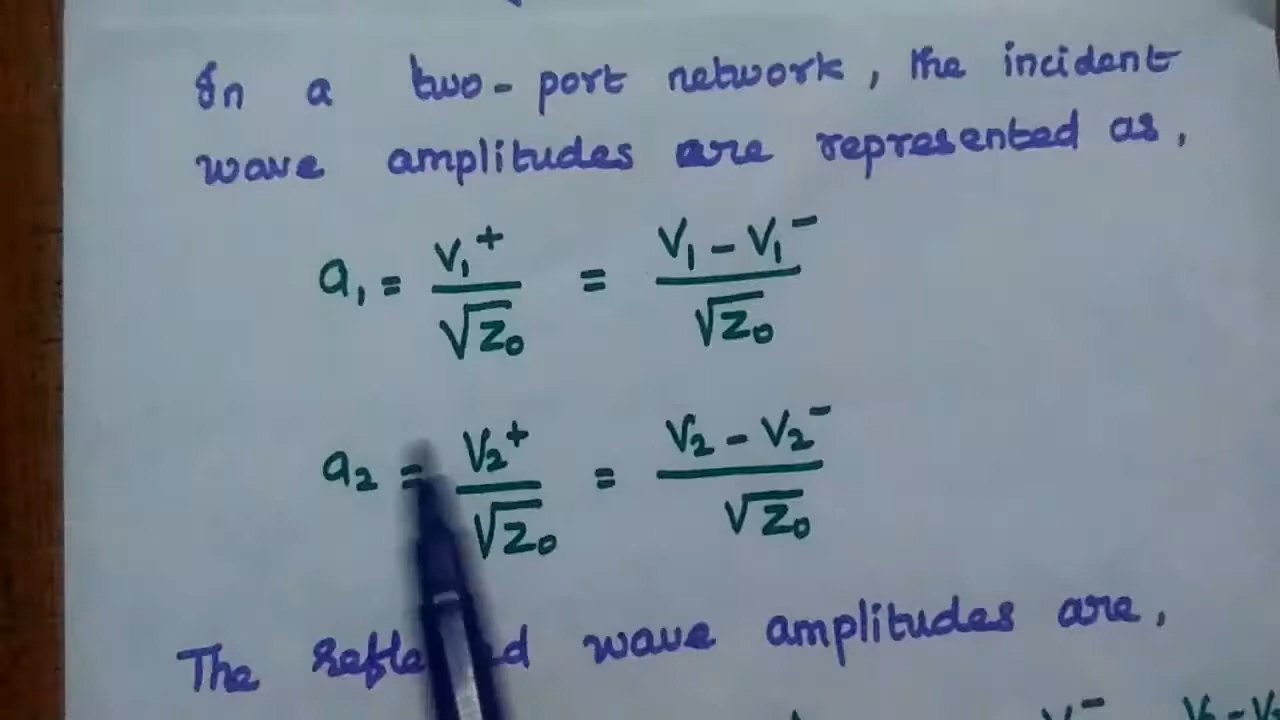 In a two-port network, the incident
wave amplitudes are represented as,
a₁ = V₁⁺ / √Z₀ = V₁ - V₁⁻ / √Z₀
a₂ = V₂⁺ / √Z₀ = V₂ - V₂⁻ / √Z₀
The wave amplitudes are,